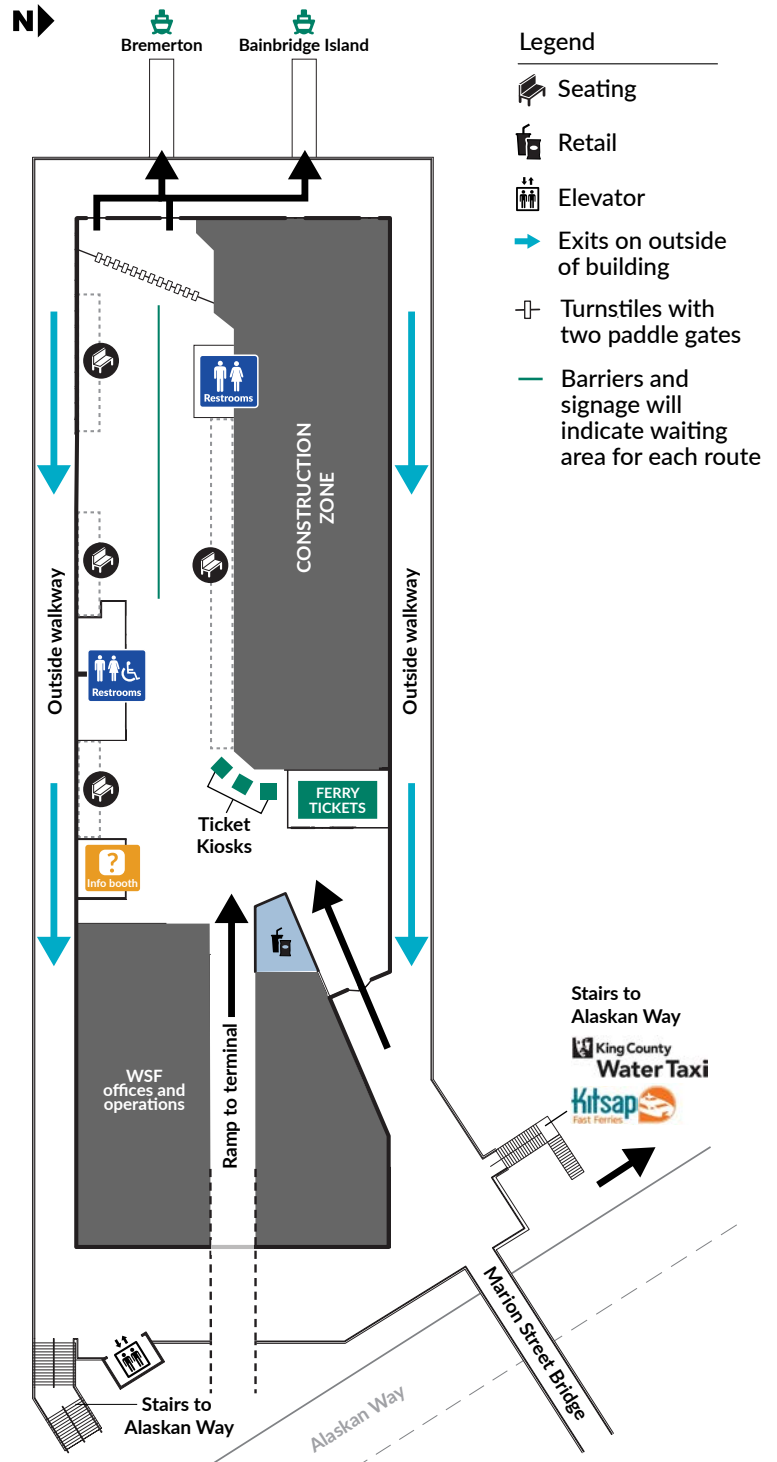 N
Bremerton
Bainbridge Island
Legend
Seating
Retail
Elevator
Exits on outside
of building
Turnstiles with
two paddle gates
Barriers and
signage will
indicate waiting
area for each route
Restrooms
CONSTRUCTION
ZONE
Outside walkway
Outside walkway
Restrooms
FERRY
TICKETS
Ticket
Kiosks
?
Info booth
Ramp to terminal
WSF
offices and
operations
Stairs to
Alaskan Way
King County
Water Taxi
Kitsap
Fast Ferries
Marion Street Bridge
Stairs to
Alaskan Way
Alaskan Way